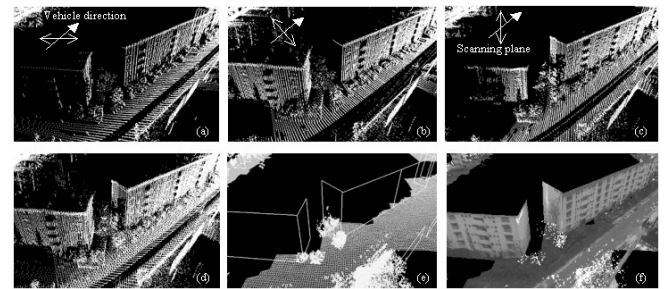 Vehicle direction
(a)
(b)
Scanning plane
(c)
(d)
(e)
(f)